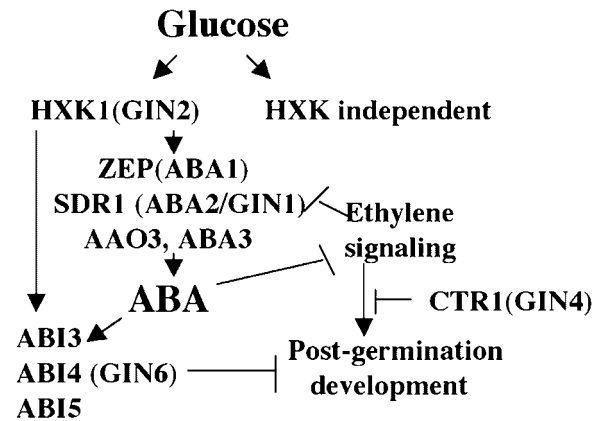 Glucose
HXK1(GIN2)
HXK independent
ZEP(ABA1)
SDR1 (ABA2/GIN1)
AAO3, ABA3
Ethylene
signaling
ABA
CTR1(GIN4)
ABI3
ABI4 (GIN6)
ABI5
Post-germination
development